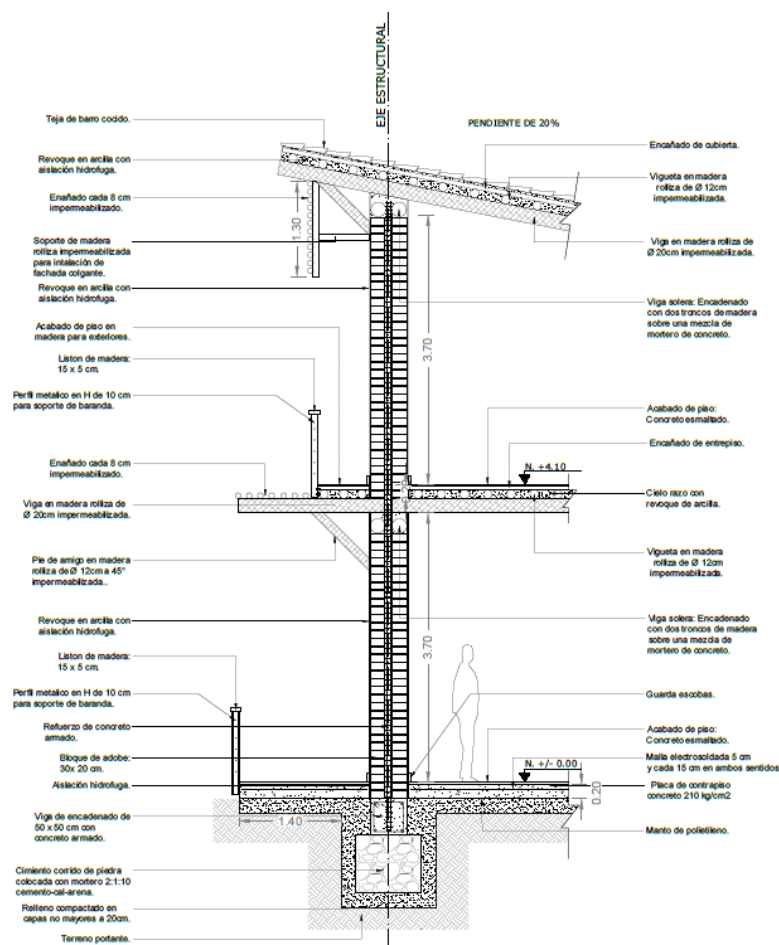 EJE ESTRUCTURAL
PENDIENTE DE 20%
Teja de barro cocido.
Revoque en arcilla con
aislación hidrofuga.
Enañado cada 8 cm
impermeabilizado.
1.30
Soporte de madera
rolliza impermeabilizada
para intalación de
fachada colgante.
Revoque en arcilla con
aislación hidrofuga.
Acabado de piso en
madera para exteriores.
Liston de madera:
15 x 5 cm.
Perfil metalico en H de 10 cm
para soporte de baranda.
Enañado cada 8 cm
impermeabilizado.
Viga en madera rolliza de
Ø 20cm impermeabilizada.
Pie de amigo en madera
rolliza de Ø 12cm a 45°
impermeabilizada..
Revoque en arcilla con
aislación hidrofuga.
Liston de madera:
15 x 5 cm.
Perfil metalico en H de 10 cm
para soporte de baranda.
Refuerzo de concreto
armado.
Bloque de adobe:
30x 20 cm.
Aislación hidrofuga.
Viga de encadenado de
50 x 50 cm con
concreto armado.
1.40
Cimiento corrido de piedra
colocada con mortero 2:1:10
cemento-cal-arena.
Relleno compactado en
capas no mayores a 20cm.
Terreno portante.
Encañado de cubierta.
Vigueta en madera
rolliza de Ø 12cm
impermeabilizada.
Viga en madera rolliza de
Ø 20cm impermeabilizada.
Viga solera: Encadenado
con dos troncos de madera
sobre una mezcla de
mortero de concreto.
3.70
Acabado de piso:
Concreto esmaltado.
Encañado de entrepiso.
N. +4.10
Cielo razo con
revoque de arcilla.
Vigueta en madera
rolliza de Ø 12cm
impermeabilizada.
Viga solera: Encadenado
con dos troncos de madera
sobre una mezcla de
mortero de concreto.
3.70
Guarda escobas.
Acabado de piso:
Concreto esmaltado.
N. +/- 0.00
Malla electrosoldada 5 cm
y cada 15 cm en ambos sentidos
Placa de contrapiso
concreto 210 kg/cm2
0.20
Manto de polietileno.